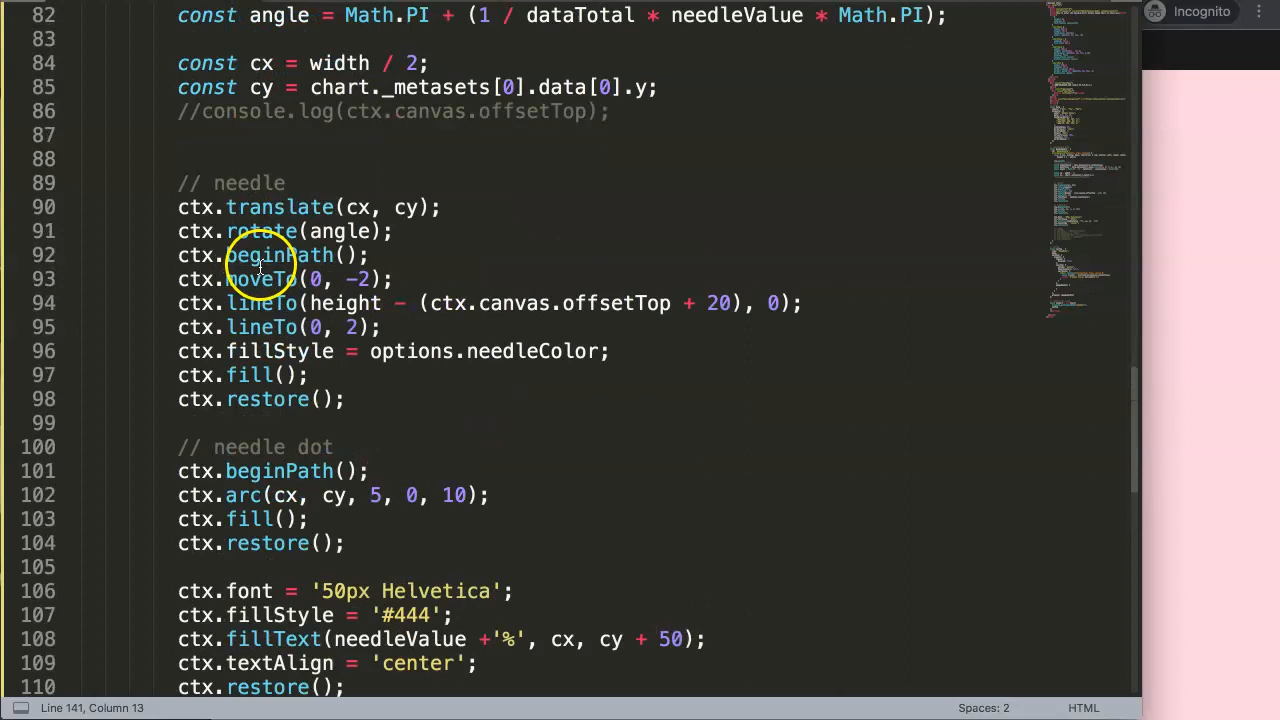 82 const angle = Math.PI + (1 / dataTotal * needleValue * Math.PI);
Incognito
83
84 const cx = width / 2;
85 const cy = chart._metasets[0].data[0].y;
86 //console.log(ctx.canvas.offsetTop);
87
88
89 // needle
90 ctx.translate(cx, cy);
91 ctx.rotate(angle);
92 ctx.beginPath();
93 ctx.moveTo(0, -2);
94 ctx.lineTo(height - (ctx.canvas.offsetTop + 20), 0);
95 ctx.lineTo(0, 2);
96 ctx.fillStyle = options.needleColor;
97 ctx.fill();
98 ctx.restore();
99
100 // needle dot
101 ctx.beginPath();
102 ctx.arc(cx, cy, 5, 0, 10);
103 ctx.fill();
104 ctx.restore();
105
106 ctx.font = '50px Helvetica';
107 ctx.fillStyle = '#444';
108 ctx.fillText(needleValue +'%', cx, cy + 50);
109 ctx.textAlign = 'center';
110 ctx.restore();
Line 141, Column 13
Spaces: 2
HTML